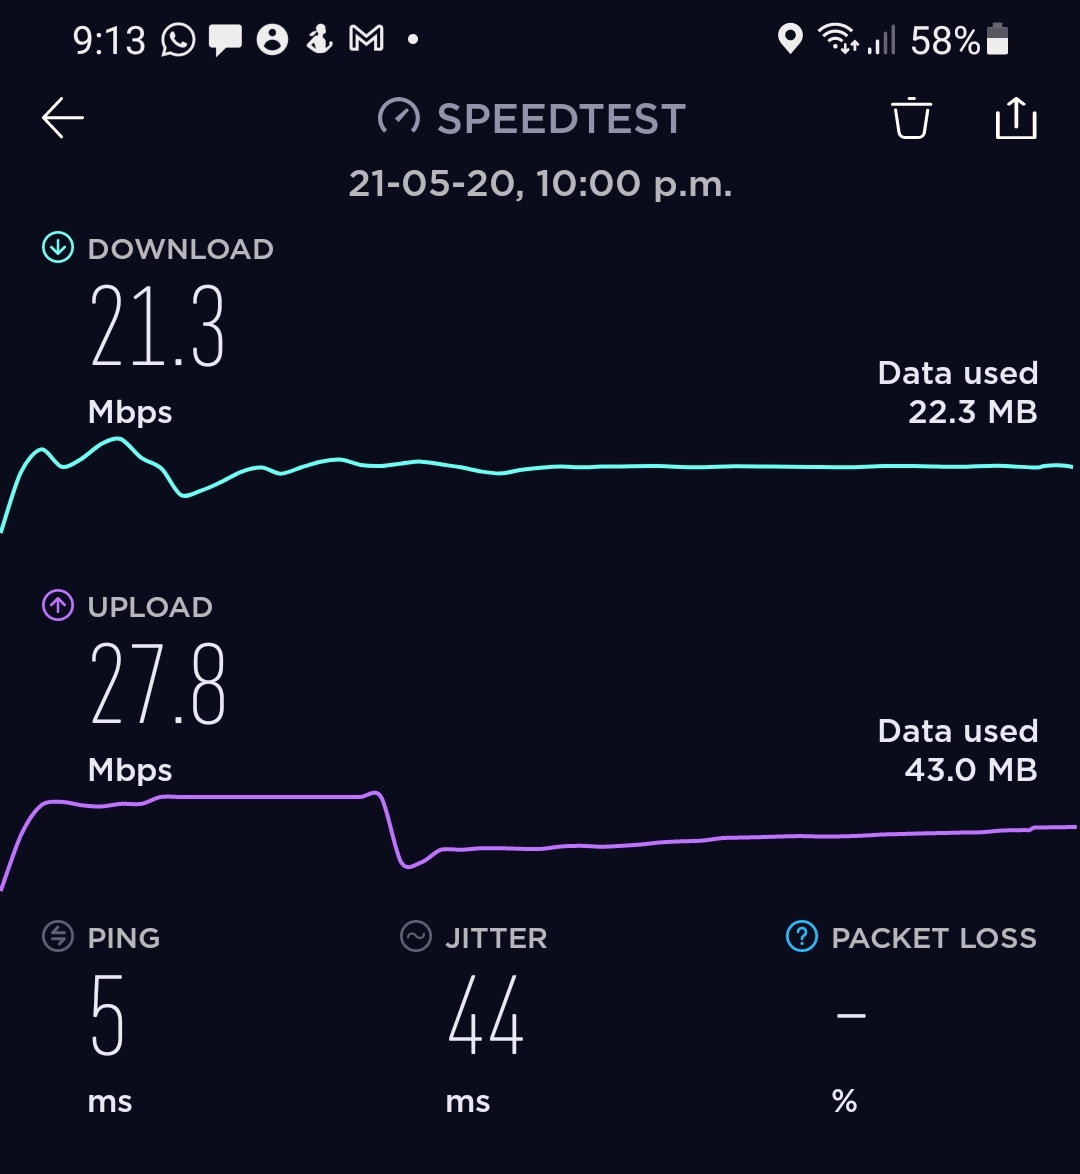 9:13 58%
SPEEDTEST
21-05-20, 10:00 p.m.
DOWNLOAD
21.3
Mbps
Data used
22.3 MB
UPLOAD
27.8
Mbps
Data used
43.0 MB
PING JITTER ? PACKET LOSS
5 44 –
ms ms %